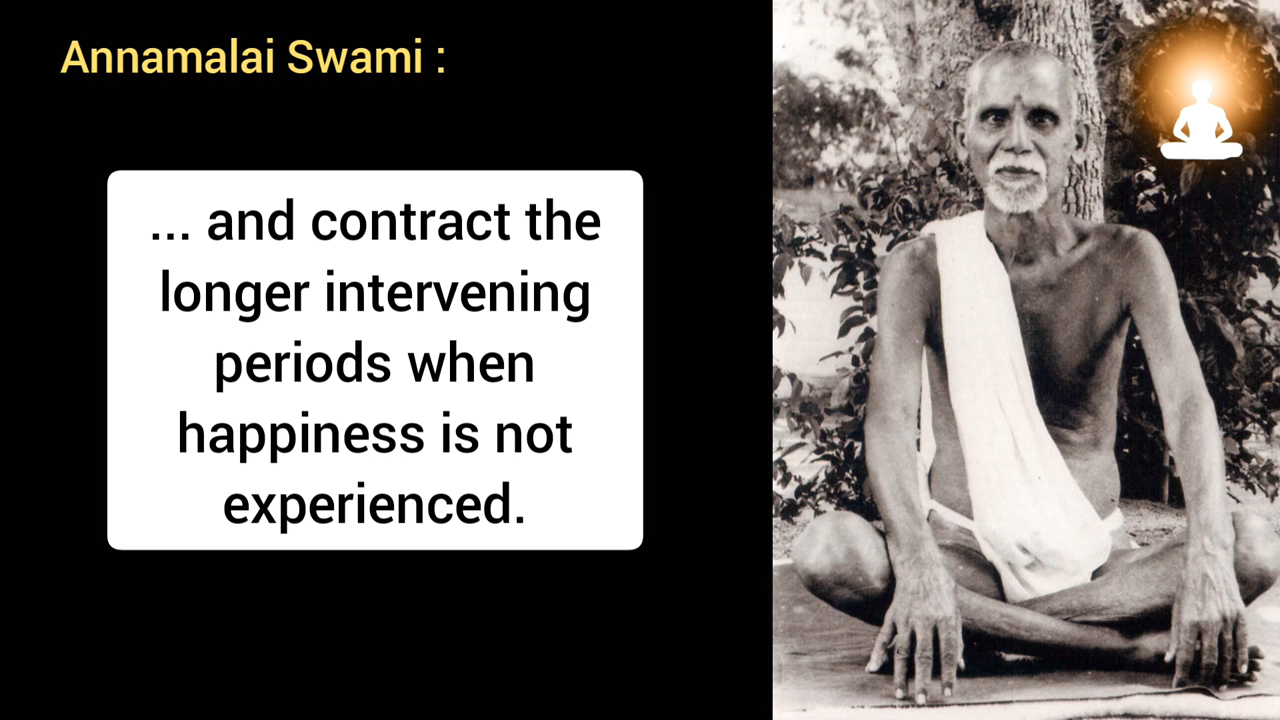 Annamalai Swami :
... and contract the
longer intervening
periods when
happiness is not
experienced.